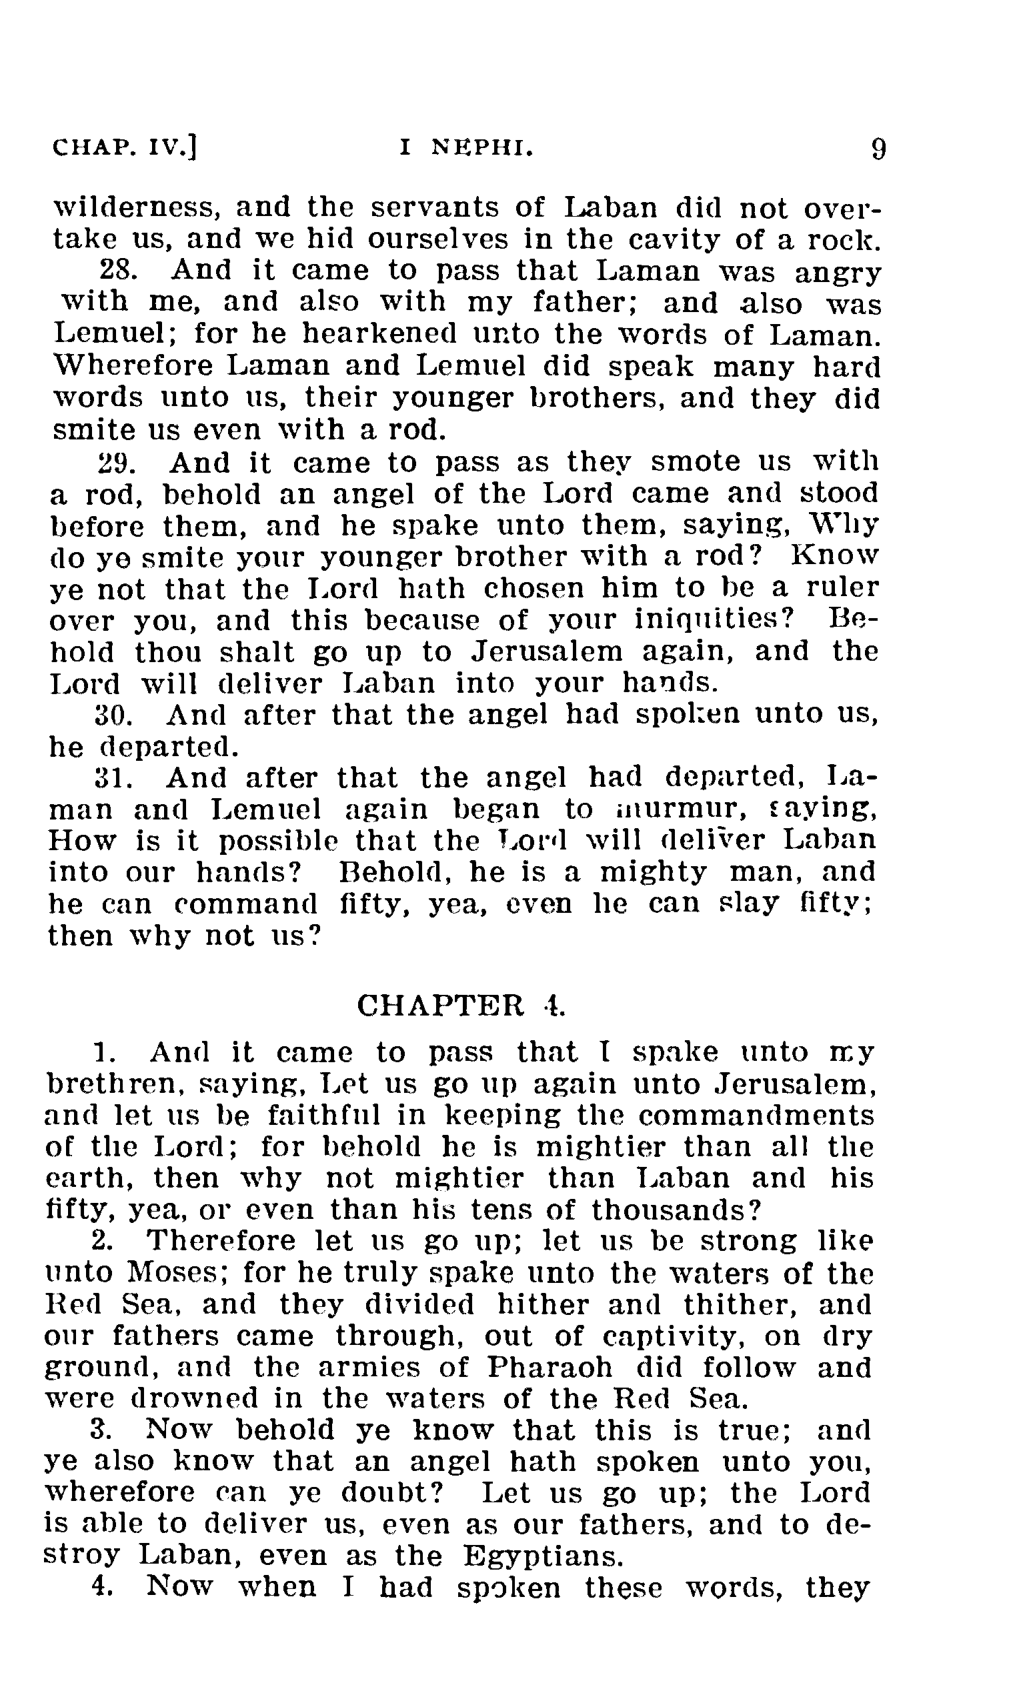 CHAP. IV.] I NEPHI. 9
wilderness, and the servants of Laban did not over-
take us, and we hid ourselves in the cavity of a rock.
28. And it came to pass that Laman was angry
with me, and also with my father; and also was
Lemuel; for he hearkened unto the words of Laman.
Wherefore Laman and Lemuel did speak many hard
words unto us, their younger brothers, and they did
smite us even with a rod.
29. And it came to pass as they smote us with
a rod, behold an angel of the Lord came and stood
before them, and he spake unto them, saying, Why
do ye smite your younger brother with a rod? Know
ye not that the Lord hath chosen him to be a ruler
over you, and this because of your iniquities? Be-
hold thou shalt go up to Jerusalem again, and the
Lord will deliver Laban into your hands.
30. And after that the angel had spoken unto us,
he departed.
31. And after that the angel had departed, La-
man and Lemuel again began to murmur, saying,
How is it possible that the Lord will deliver Laban
into our hands? Behold, he is a mighty man, and
he can command fifty, yea, even he can slay fifty;
then why not us?
CHAPTER 4.
1. And it came to pass that I spake unto my
brethren, saying, Let us go up again unto Jerusalem,
and let us be faithful in keeping the commandments
of the Lord; for behold he is mightier than all the
earth, then why not mightier than Laban and his
fifty, yea, or even than his tens of thousands?
2. Therefore let us go up; let us be strong like
unto Moses; for he truly spake unto the waters of the
Red Sea, and they divided hither and thither, and
our fathers came through, out of captivity, on dry
ground, and the armies of Pharaoh did follow and
were drowned in the waters of the Red Sea.
3. Now behold ye know that this is true; and
ye also know that an angel hath spoken unto you,
wherefore can ye doubt? Let us go up; the Lord
is able to deliver us, even as our fathers, and to de-
stroy Laban, even as the Egyptians.
4. Now when I had spoken these words, they